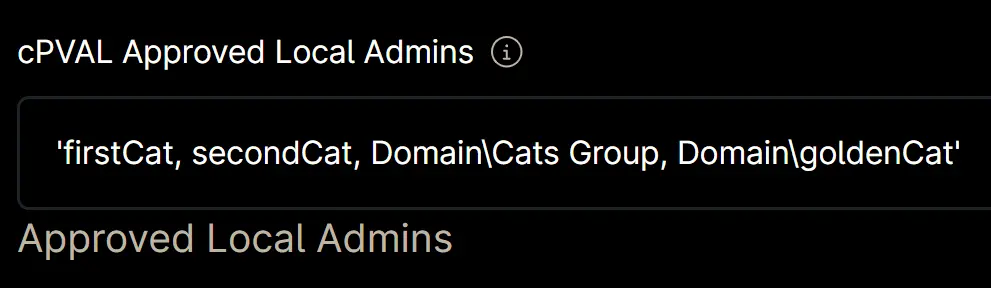 cPVAL Approved Local Admins
'firstCat, secondCat, Domain\Cats Group, Domain\goldenCat'
Approved Local Admins